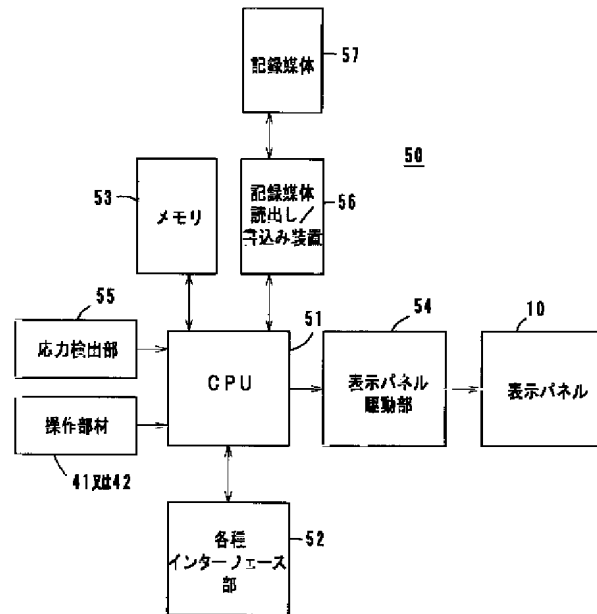 記録媒体
57
50
53
メモリ
記録媒体
読出し／
書込み装置
56
55
応力検出部
51
CPU
54
表示パネル
駆動部
10
表示パネル
操作部材
41又は42
各種
インターフェース
部
52